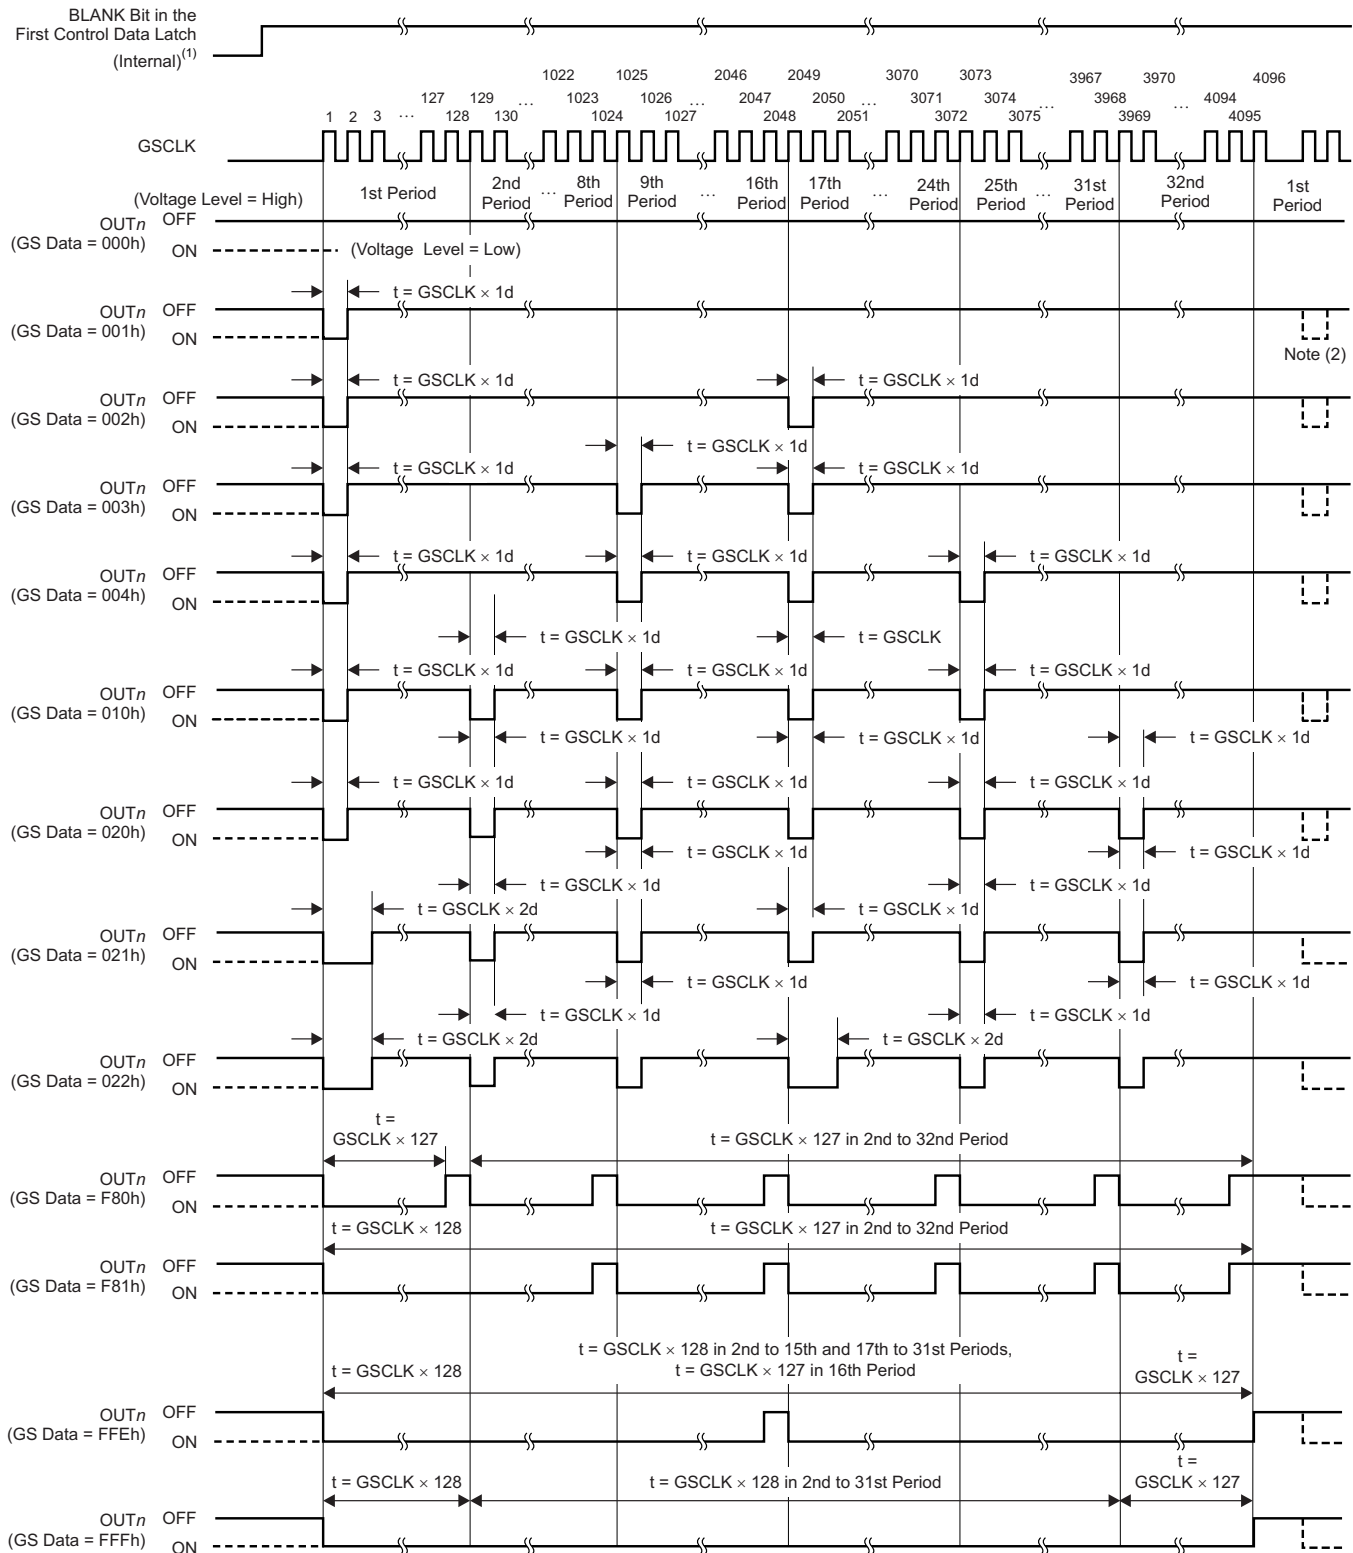 BLANK Bit in the
First Control Data Latch
(Internal)(1)
1022 1025 2046 2049 3070 3073 3967 3970 4096
127 129 ... 1023 1026 ... 2047 2050 ... 3071 3074 ... 3968 ... 4094
1 2 3 ... 128 130 1024 1027 2048 2051 3072 3075 3969 4095
GSCLK
(Voltage Level = High)
1st Period
2nd Period
...
8th Period
9th Period
...
16th Period
17th Period
...
24th Period
25th Period
...
31st Period
32nd Period
1st Period
OUTn OFF
(GS Data = 000h) ON
(Voltage Level = Low)
t = GSCLK × 1d
OUTn OFF
(GS Data = 001h) ON
Note (2)
t = GSCLK × 1d t = GSCLK × 1d
OUTn OFF
(GS Data = 002h) ON
t = GSCLK × 1d
t = GSCLK × 1d t = GSCLK × 1d
OUTn OFF
(GS Data = 003h) ON
t = GSCLK × 1d t = GSCLK × 1d t = GSCLK × 1d t = GSCLK × 1d
OUTn OFF
(GS Data = 004h) ON
t = GSCLK × 1d t = GSCLK
t = GSCLK × 1d t = GSCLK × 1d t = GSCLK × 1d
OUTn OFF
(GS Data = 010h) ON
t = GSCLK × 1d t = GSCLK × 1d t = GSCLK × 1d
t = GSCLK × 1d t = GSCLK × 1d t = GSCLK × 1d
OUTn OFF
(GS Data = 020h) ON
t = GSCLK × 1d t = GSCLK × 1d
t = GSCLK × 1d t = GSCLK × 1d
t = GSCLK × 2d t = GSCLK × 1d
OUTn OFF
(GS Data = 021h) ON
t = GSCLK × 1d t = GSCLK × 1d
t = GSCLK × 1d t = GSCLK × 1d
t = GSCLK × 2d t = GSCLK × 2d
OUTn OFF
(GS Data = 022h) ON
t =
GSCLK × 127 t = GSCLK × 127 in 2nd to 32nd Period
OUTn OFF
(GS Data = F80h) ON
t = GSCLK × 128 t = GSCLK × 127 in 2nd to 32nd Period
OUTn OFF
(GS Data = F81h) ON
t = GSCLK × 128 in 2nd to 15th and 17th to 31st Periods,
t = GSCLK × 127 in 16th Period
t = GSCLK × 128
t =
GSCLK × 127
OUTn OFF
(GS Data = FFEh) ON
t = GSCLK × 128 t = GSCLK × 128 in 2nd to 31st Period
t =
GSCLK × 127
OUTn OFF
(GS Data = FFFh) ON